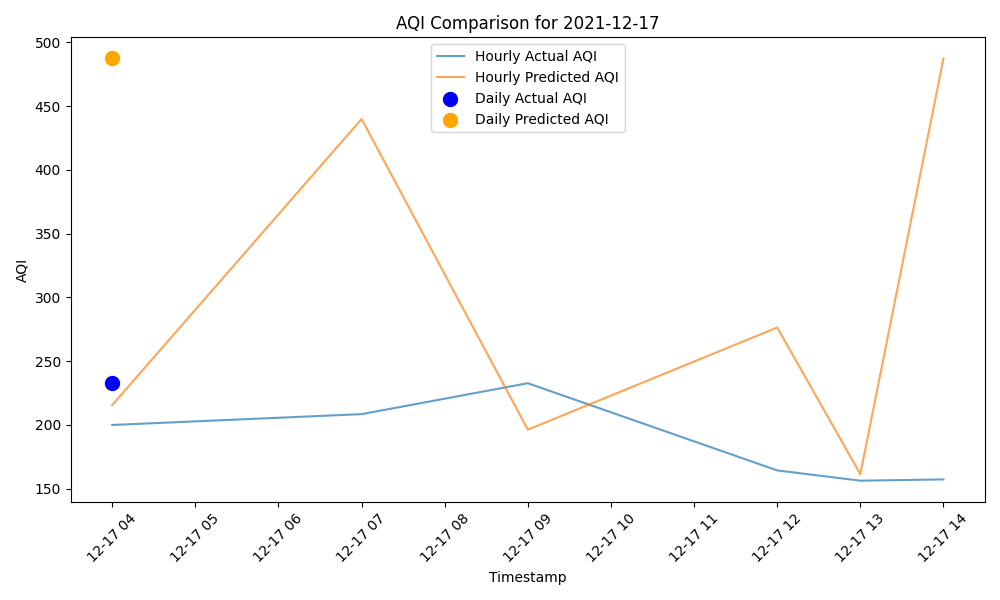 AQI Comparison for 2021-12-17
Hourly Actual AQI
Hourly Predicted AQI
Daily Actual AQI
Daily Predicted AQI
AQI
500
450
400
350
300
250
200
150
12-17 04
12-17 05
12-17 06
12-17 07
12-17 08
12-17 09
12-17 10
12-17 11
12-17 12
12-17 13
12-17 14
Timestamp